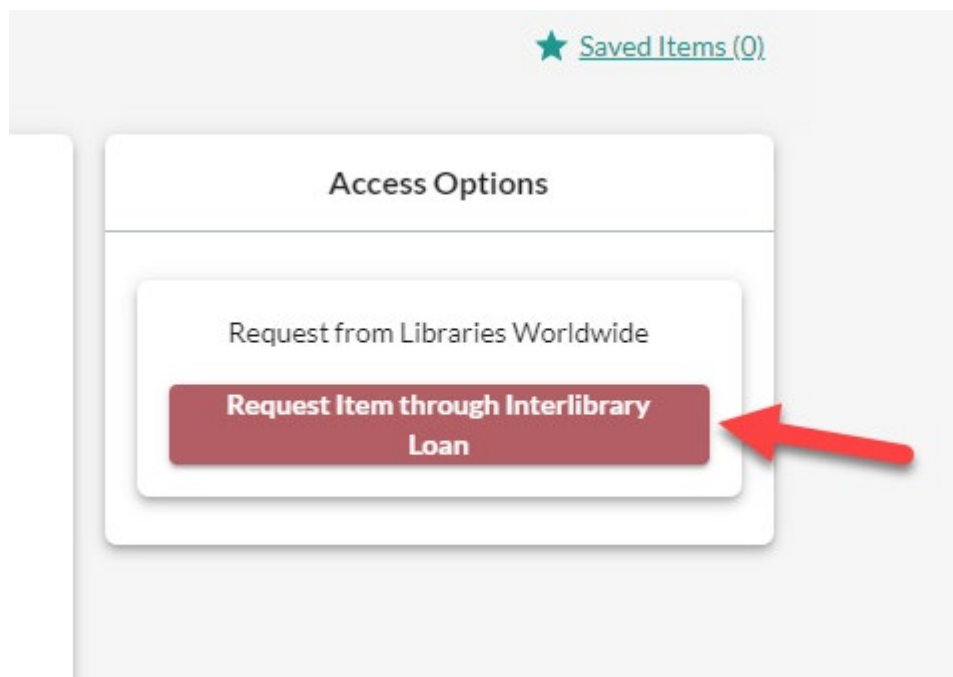 Saved Items (0)
Access Options
Request from Libraries Worldwide
Request Item through Interlibrary
Loan